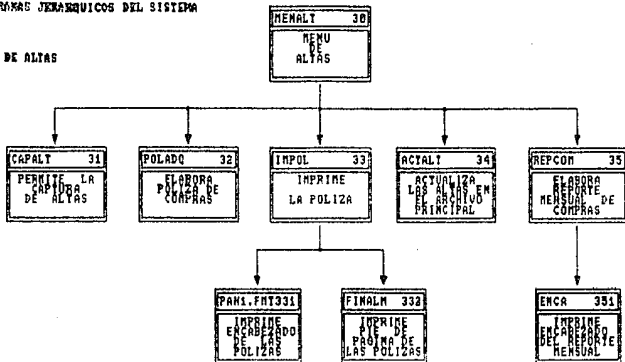 JERARQUICOS DEL SISTEMA
DE ALTAS
MENALT 30
MENU
DE
ALTAS
CAPALT 31
PERMITE LA
CAPTURA
DE ALTAS
POLADQ 32
ELABORA
POLIZA DE
COMPRAS
IMPOL 33
IMPRIME
LA POLIZA
ACTALT 34
ACTUALIZA
LAS ALTAS EN
EL ARCHIVO
PRINCIPAL
REPCOM 35
ELABORA
REPORTE
MENSUAL DE
COMPRAS
PAN1.FMT331
IMPRIME
ENCABEZADO
DE LAS
POLIZAS
FINALM 332
IMPRIME
PIE DE
PAGINA DE
LAS POLIZAS
ENCA 351
IMPRIME
ENCABEZADO
DEL REPORTE
MENSUAL